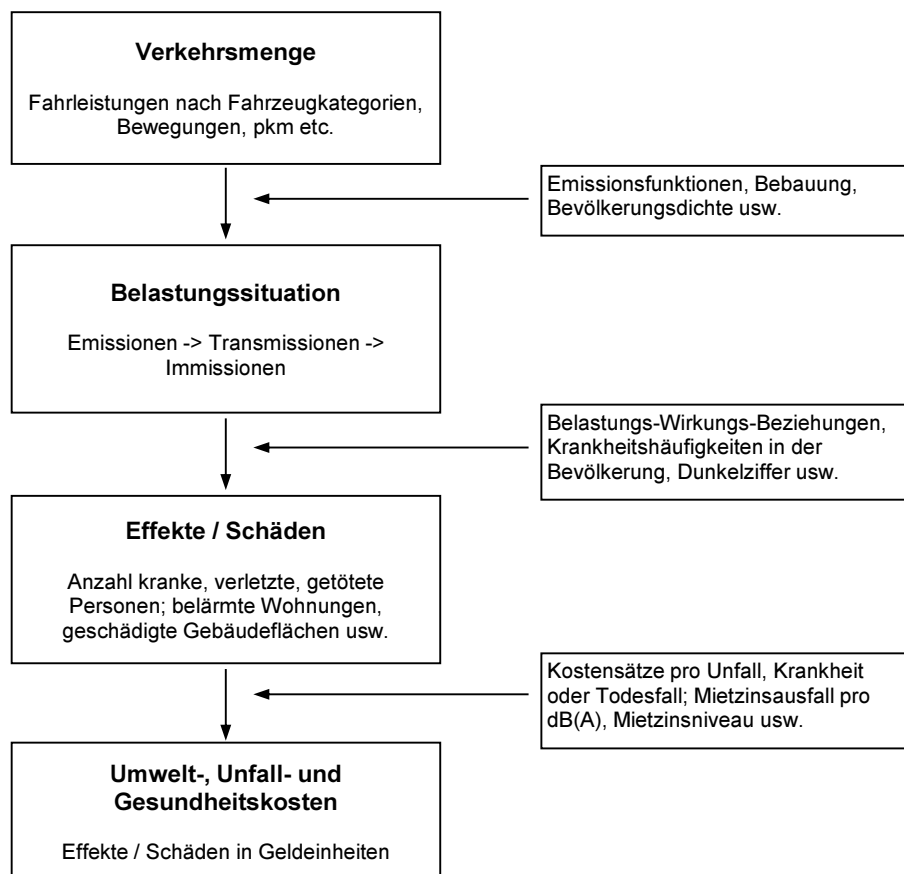 Verkehrsmenge
Fahrleistungen nach Fahrzeugkategorien,
Bewegungen, pkm etc.
Emissionsfunktionen, Bebauung,
Bevölkerungsdichte usw.
Belastungssituation
Emissionen -> Transmissionen ->
Immissionen
Belastungs-Wirkungs-Beziehungen,
Krankheitshäufigkeiten in der
Bevölkerung, Dunkelziffer usw.
Effekte / Schäden
Anzahl kranke, verletzte, getötete
Personen; belärmte Wohnungen,
geschädigte Gebäudeflächen usw.
Kostensätze pro Unfall, Krankheit
oder Todesfall; Mietzinsausfall pro
dB(A), Mietzinsniveau usw.
Umwelt-, Unfall- und
Gesundheitskosten
Effekte / Schäden in Geldeinheiten